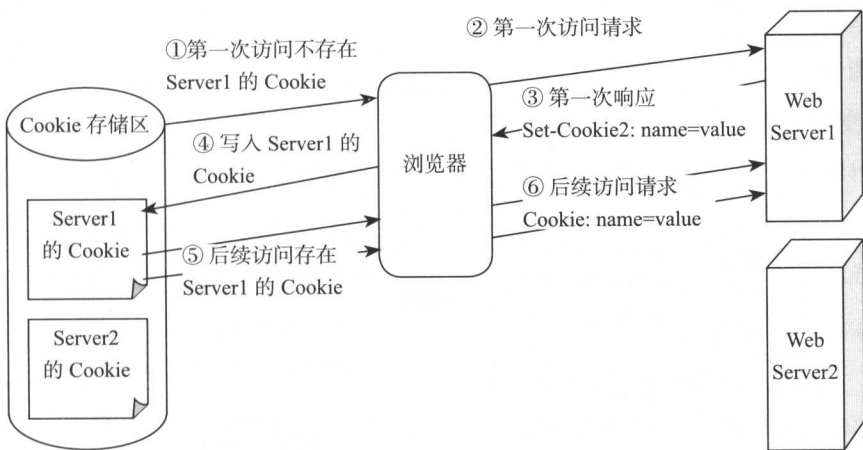 ①第一次访问不存在
Server1 的 Cookie
② 第一次访问请求
Cookie 存储区
③ 第一次响应
Set-Cookie2: name=value
Web
Server1
④ 写入 Server1 的
Cookie
浏览器
⑥ 后续访问请求
Cookie: name=value
Server1
的 Cookie
⑤ 后续访问存在
Server1 的 Cookie
Server2
的 Cookie
Web
Server2